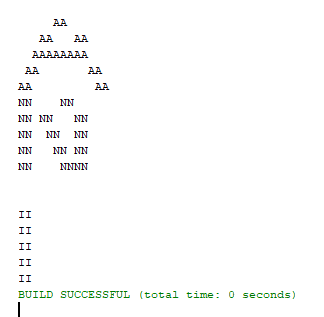 AA
   AA   AA
  AAAAAAAA
 AA       AA
AA         AA
NN    NN
NN NN   NN
NN  NN  NN
NN   NN NN
NN    NNNN
II
II
II
II
II
BUILD SUCCESSFUL (total time: 0 seconds)